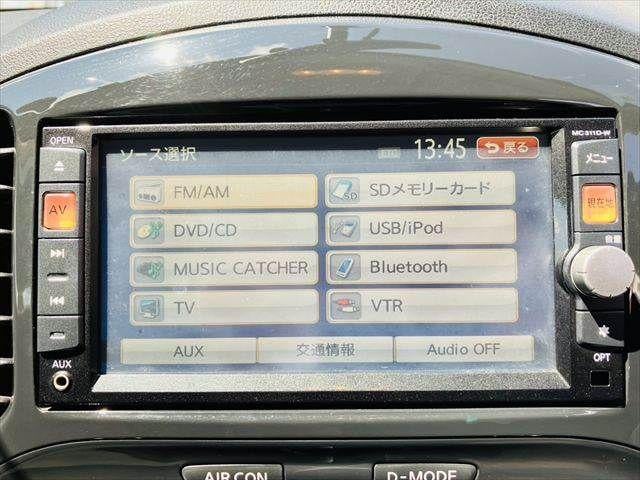 OPEN
MC311D-W
ソース選択
13:45
戻る
メニュー
AV
FM/AM
SDメモリーカード
SD
現在地
DVD/CD
USB/iPod
音量
MUSIC CATCHER
Bluetooth
TV
VTR
AUX
交通情報
Audio OFF
AUX
OPT
AIR CON
D-MODE